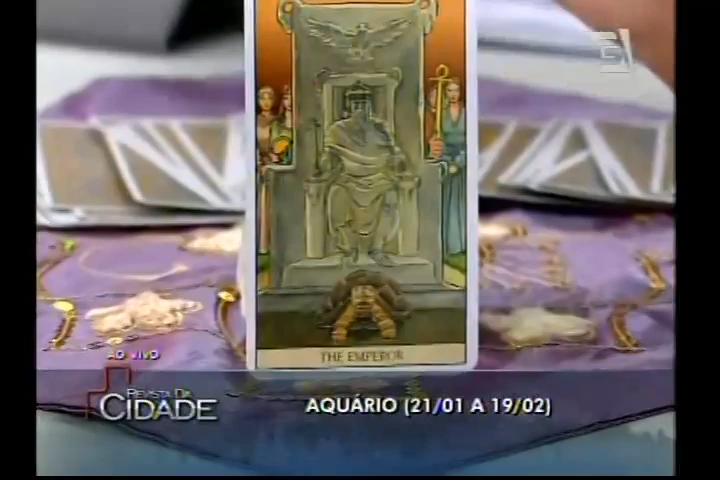 THE EMPEROR
AO VIVO
REVISTA DA
CIDADE
AQUÁRIO (21/01 A 19/02)